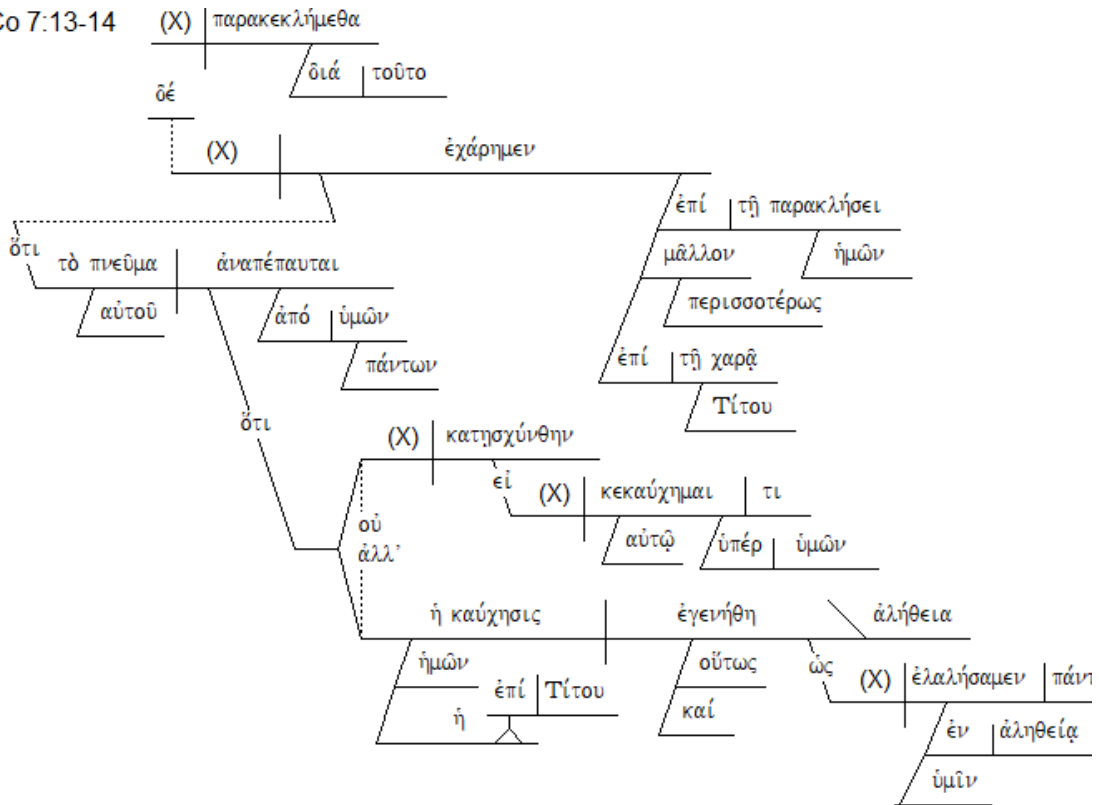 Co 7:13-14 (X) παρακεκλήμεθα
διά τοῦτο
δέ
(X) ἐχάρημεν
ἐπί τῇ παρακλήσει
ὅτι τὸ πνεῦμα ἀναπέπαυται μᾶλλον ἡμῶν
αὐτοῦ ἀπό ὑμῶν περισσοτέρως
πάντων ἐπί τῇ χαρᾷ
Τίτου
ὅτι (X) κατῃσχύνθην
εἰ (X) κεκαύχημαι τι
οὐ αὐτῷ ὑπέρ ὑμῶν
ἀλλ’
ἡ καύχησις ἐγενήθη ἀλήθεια
ἡμῶν οὕτως ὡς
ἐπί Τίτου (X) ἐλαλήσαμεν πάντ
ἡ καί
ἐν ἀληθείᾳ
ὑμῖν